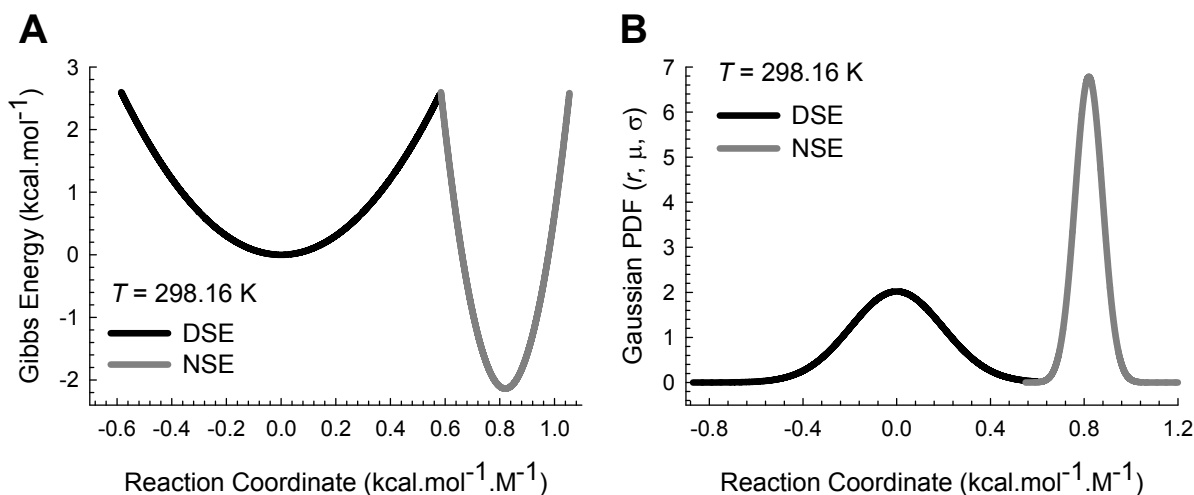 A
Gibbs Energy (kcal.mol⁻¹)
3
2
1
0
-1
-2
T = 298.16 K
DSE
NSE
-0.6 -0.4 -0.2 0.0 0.2 0.4 0.6 0.8 1.0
Reaction Coordinate (kcal.mol⁻¹.M⁻¹)
B
Gaussian PDF (r, μ, σ)
7
6
5
4
3
2
1
0
T = 298.16 K
DSE
NSE
-0.8 -0.4 0.0 0.4 0.8 1.2
Reaction Coordinate (kcal.mol⁻¹.M⁻¹)